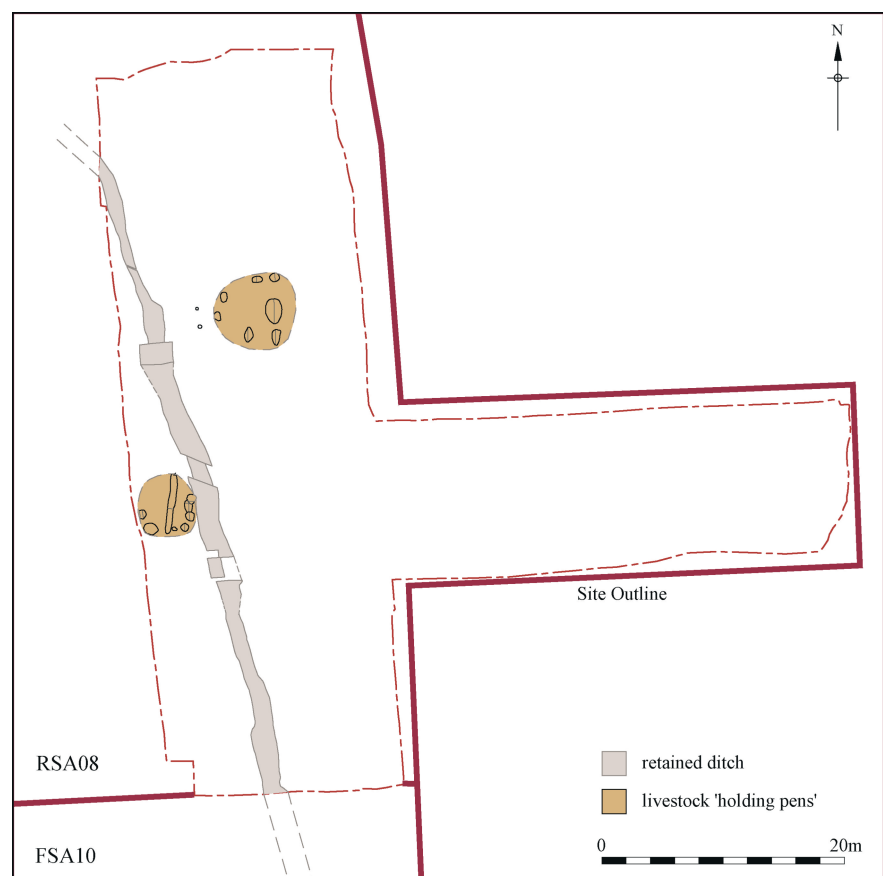 N
Site Outline
RSA08
retained ditch
livestock 'holding pens'
FSA10
0 20m